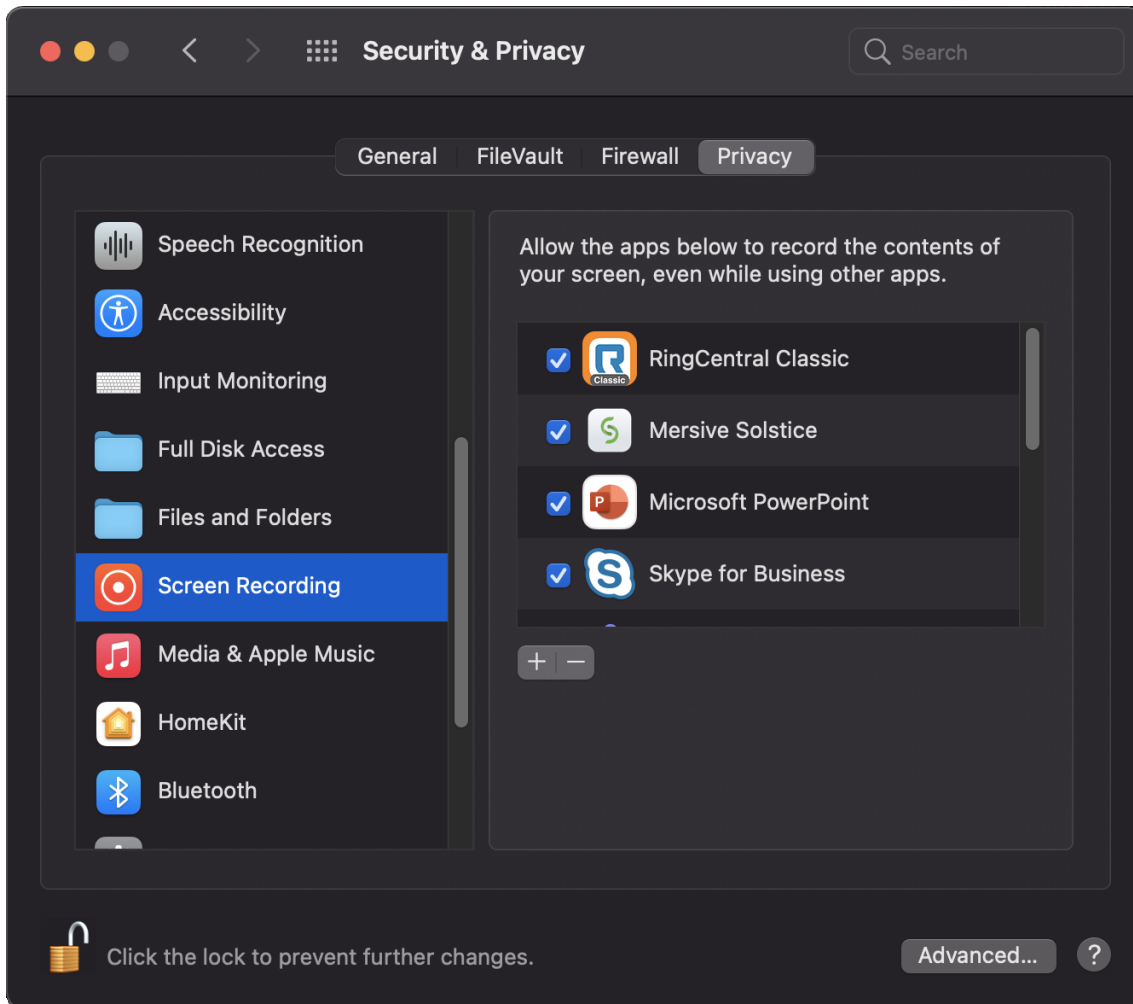 Security & Privacy
Search
General
FileVault
Firewall
Privacy
Speech Recognition
Accessibility
Input Monitoring
Full Disk Access
Files and Folders
Screen Recording
Media & Apple Music
HomeKit
Bluetooth
Allow the apps below to record the contents of
your screen, even while using other apps.
RingCentral Classic
Classic
Mersive Solstice
Microsoft PowerPoint
Skype for Business
Click the lock to prevent further changes.
Advanced...
?